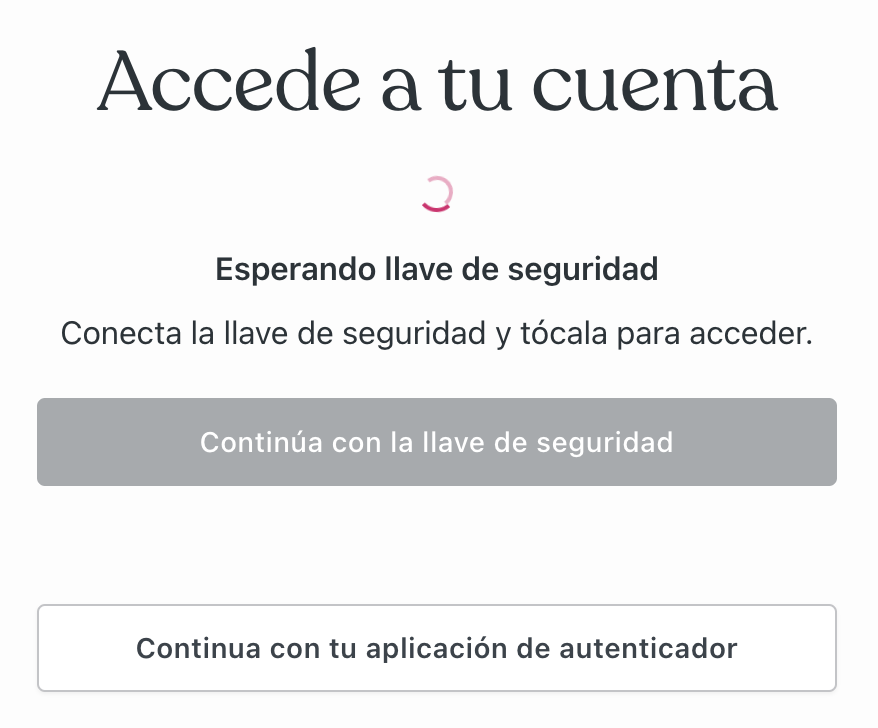 Accede a tu cuenta
Esperando llave de seguridad
Conecta la llave de seguridad y tócala para acceder.
Continúa con la llave de seguridad
Continua con tu aplicación de autenticador